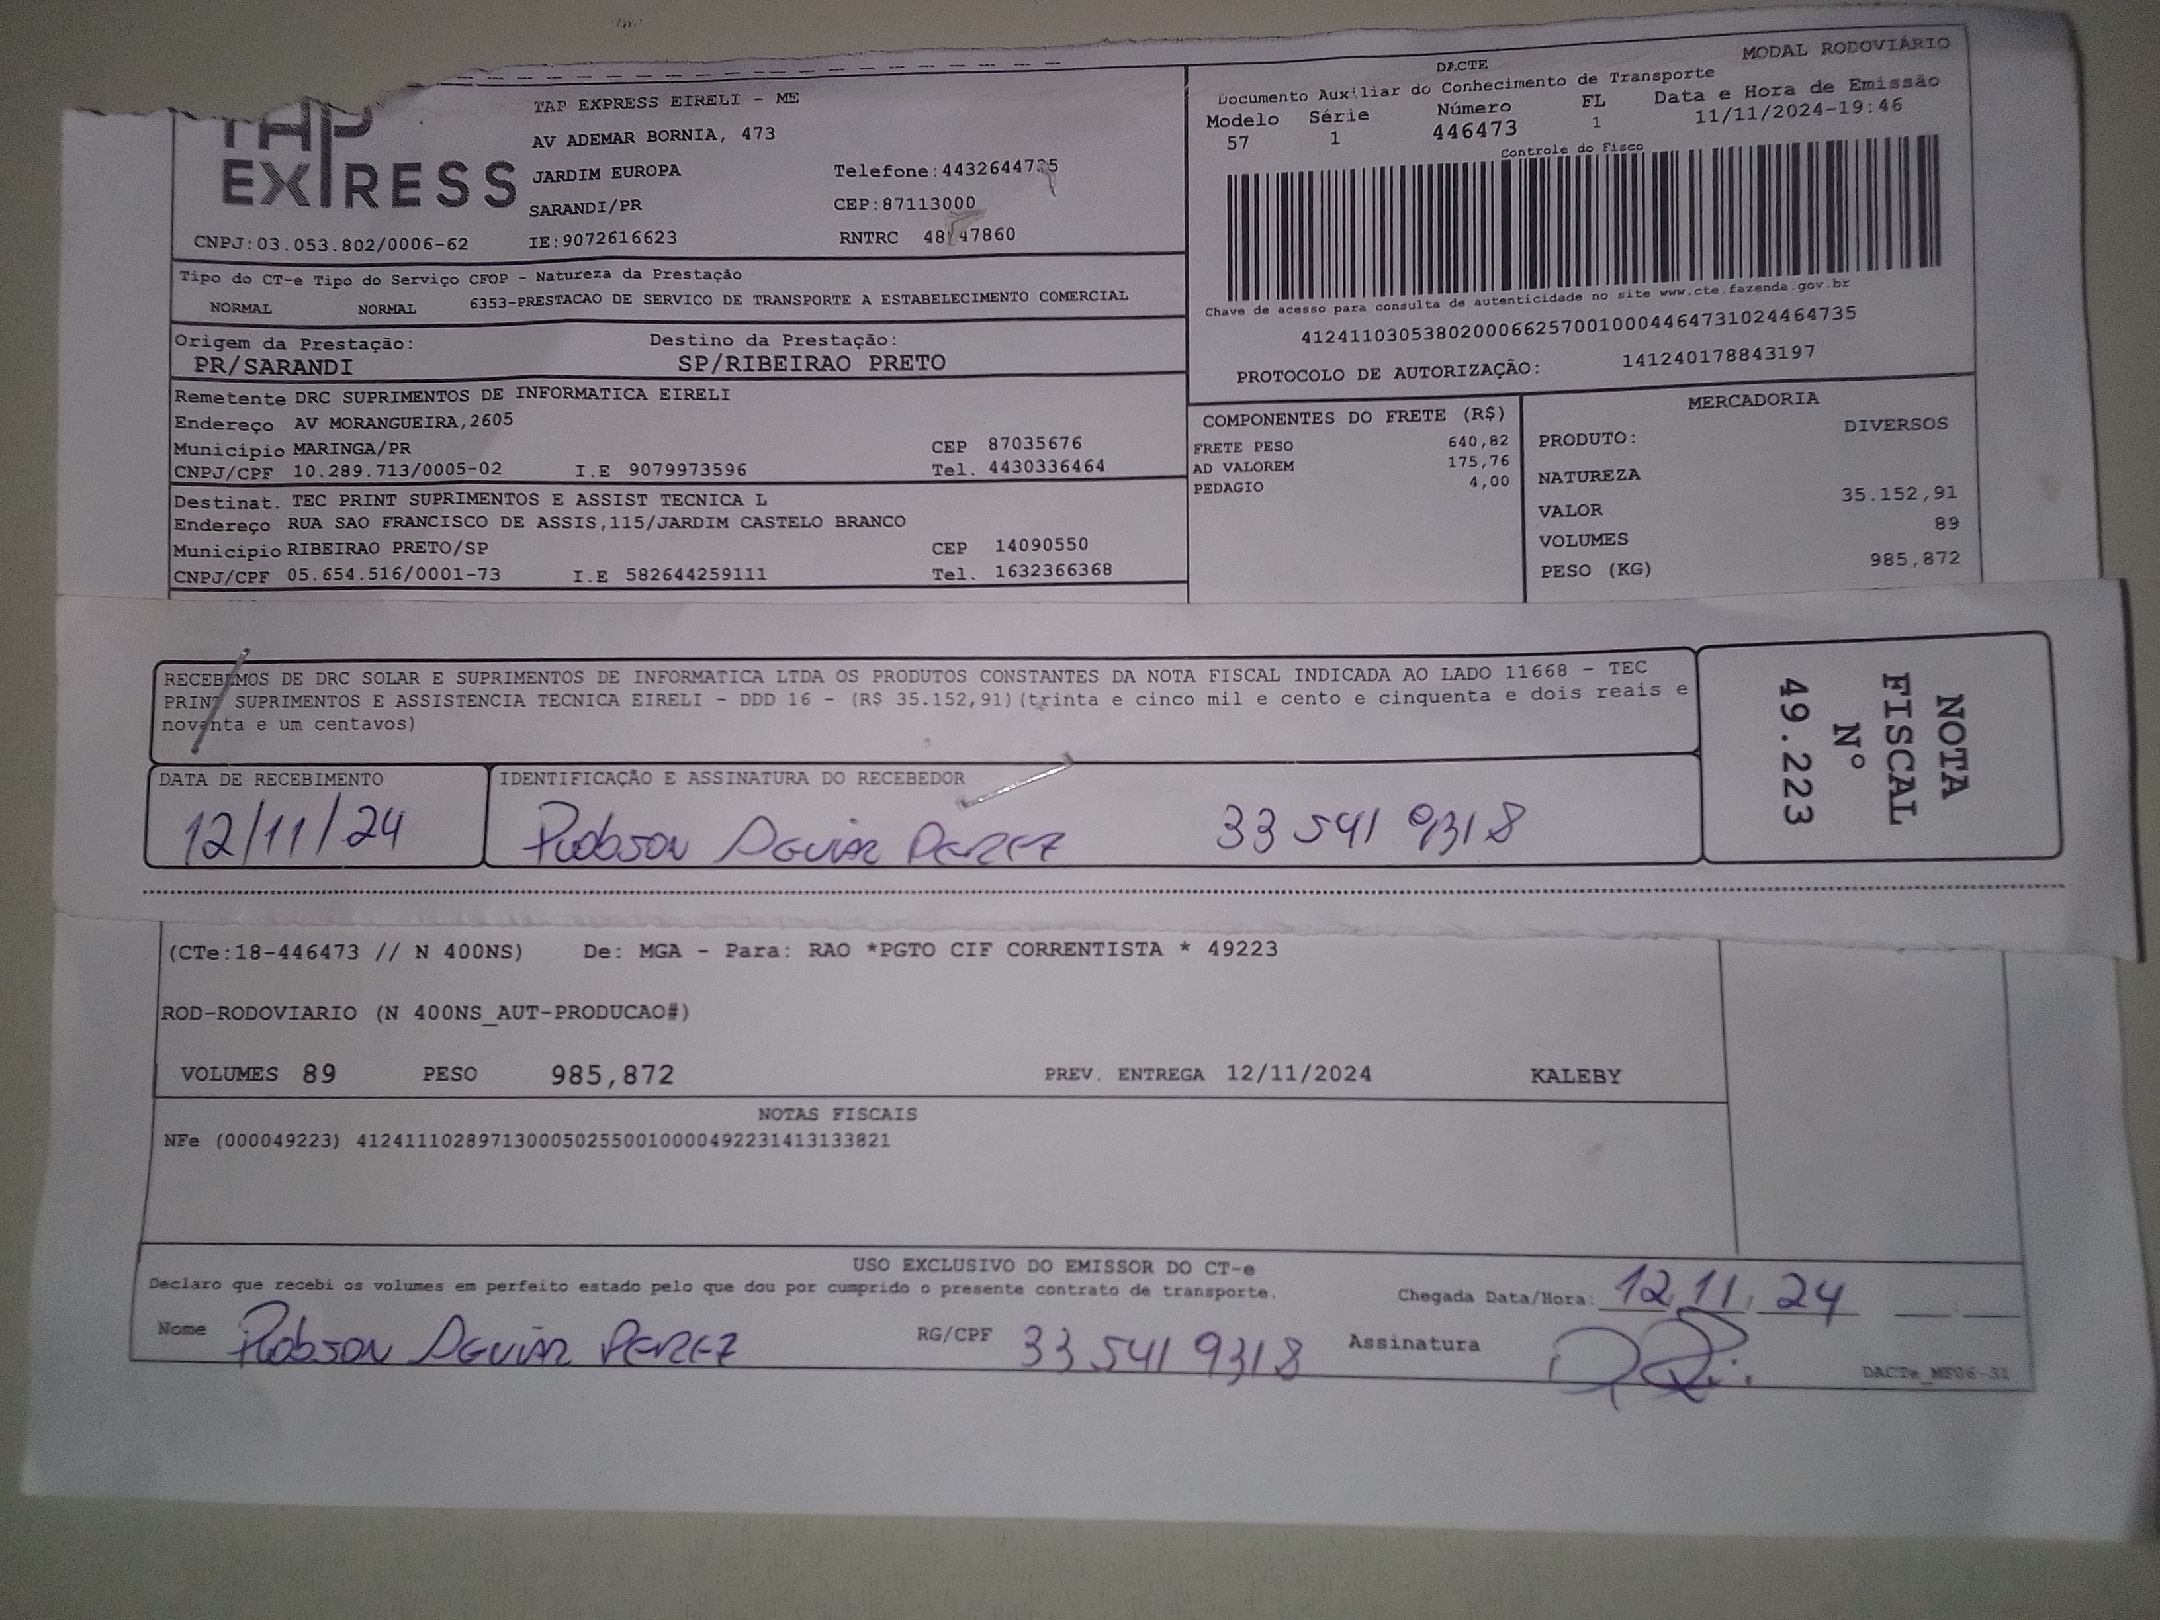 TAP
EXPRESS
TAP EXPRESS EIRELI - ME
AV ADEMAR BORNIA, 473
JARDIM EUROPA Telefone:4432644735
SARANDI/PR CEP:87113000
CNPJ:03.053.802/0006-62 IE:9072616623 RNTRC 48 47860
DACTE MODAL RODOVIÁRIO
Documento Auxiliar do Conhecimento de Transporte
Modelo Série Número FL Data e Hora de Emissão
57 1 446473 1 11/11/2024-19:46
Controle do Fisco
Chave de acesso para consulta de autenticidade no site www.cte.fazenda.gov.br
41241103053802000662570010004464731024464735
PROTOCOLO DE AUTORIZAÇÃO: 141240178843197
Tipo do CT-e Tipo do Serviço CFOP - Natureza da Prestação
NORMAL NORMAL 6353-PRESTACAO DE SERVICO DE TRANSPORTE A ESTABELECIMENTO COMERCIAL
Origem da Prestação: Destino da Prestação:
PR/SARANDI SP/RIBEIRAO PRETO
Remetente DRC SUPRIMENTOS DE INFORMATICA EIRELI
Endereço AV MORANGUEIRA,2605
Município MARINGA/PR CEP 87035676
CNPJ/CPF 10.289.713/0005-02 I.E 9079973596 Tel. 4430336464
Destinat. TEC PRINT SUPRIMENTOS E ASSIST TECNICA L
Endereço RUA SAO FRANCISCO DE ASSIS,115/JARDIM CASTELO BRANCO
Município RIBEIRAO PRETO/SP CEP 14090550
CNPJ/CPF 05.654.516/0001-73 I.E 582644259111 Tel. 1632366368
COMPONENTES DO FRETE (R$)
FRETE PESO 640,82
AD VALOREM 175,76
PEDAGIO 4,00
MERCADORIA
PRODUTO: DIVERSOS
NATUREZA
VALOR 35.152,91
VOLUMES 89
PESO (KG) 985,872
RECEBEMOS DE DRC SOLAR E SUPRIMENTOS DE INFORMATICA LTDA OS PRODUTOS CONSTANTES DA NOTA FISCAL INDICADA AO LADO 11668 - TEC
PRINT SUPRIMENTOS E ASSISTENCIA TECNICA EIRELI - DDD 16 - (R$ 35.152,91)(trinta e cinco mil e cento e cinquenta e dois reais e
noventa e um centavos)
DATA DE RECEBIMENTO IDENTIFICAÇÃO E ASSINATURA DO RECEBEDOR
12/11/24 Robson Aguiar Perez 33 541 9318
NOTA
FISCAL
Nº
49.223
(CTe:18-446473 // N 400NS) De: MGA - Para: RAO *PGTO CIF CORRENTISTA * 49223
ROD-RODOVIARIO (N 400NS_AUT-PRODUCAO#)
VOLUMES 89 PESO 985,872 PREV. ENTREGA 12/11/2024 KALEBY
NOTAS FISCAIS
NFe (000049223) 41241110289713000502550010000492231413133821
USO EXCLUSIVO DO EMISSOR DO CT-e
Declaro que recebi os volumes em perfeito estado pelo que dou por cumprido o presente contrato de transporte.
Chegada Data/Hora: 12 11 24
Nome Robson Aguiar Perez RG/CPF 33 541 9318 Assinatura
DACTe_MS06-31